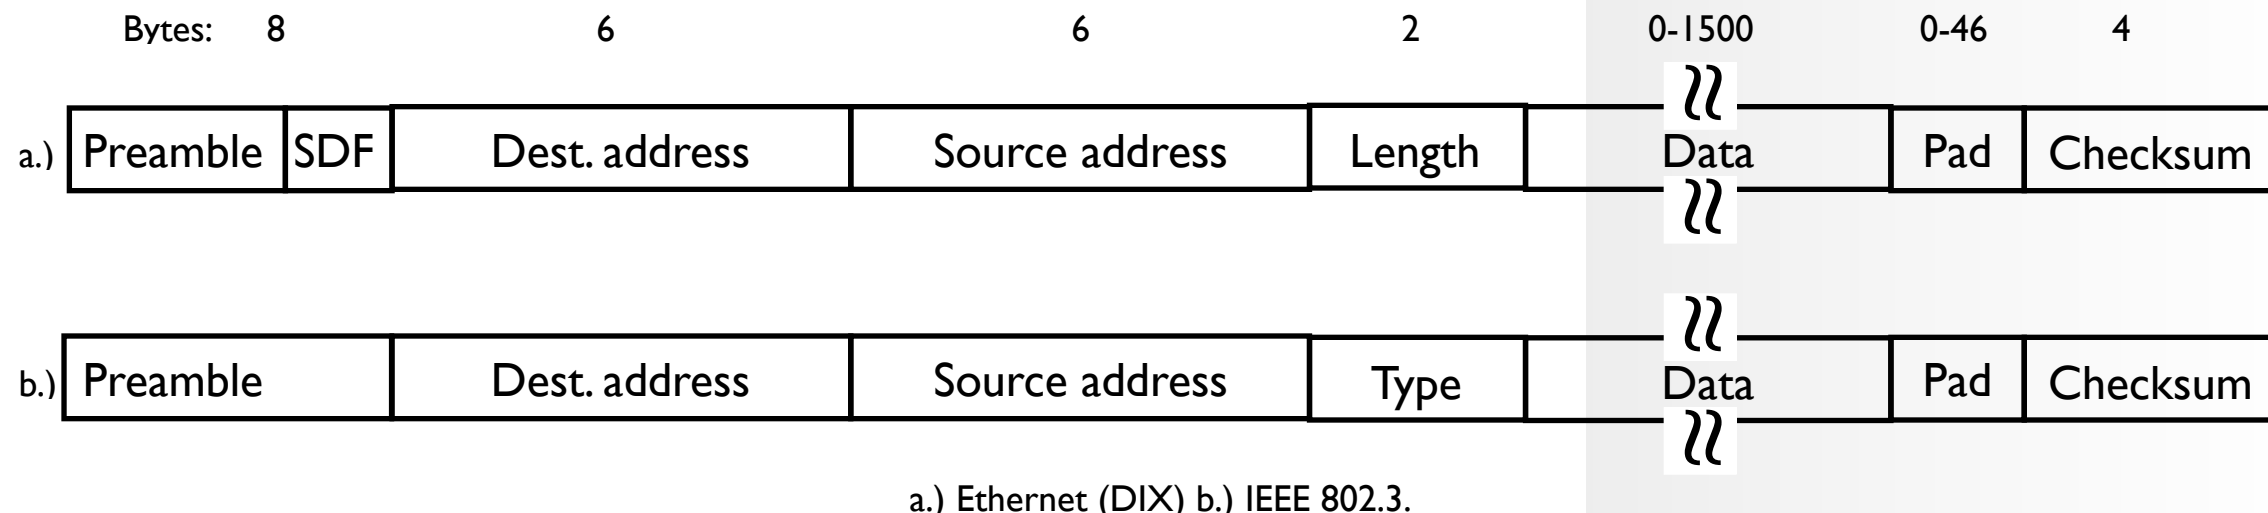 Bytes: 8 6 6 2 0-1500 0-46 4
a.) Preamble SDF Dest. address Source address Length Data Pad Checksum
b.) Preamble Dest. address Source address Type Data Pad Checksum
a.) Ethernet (DIX) b.) IEEE 802.3.